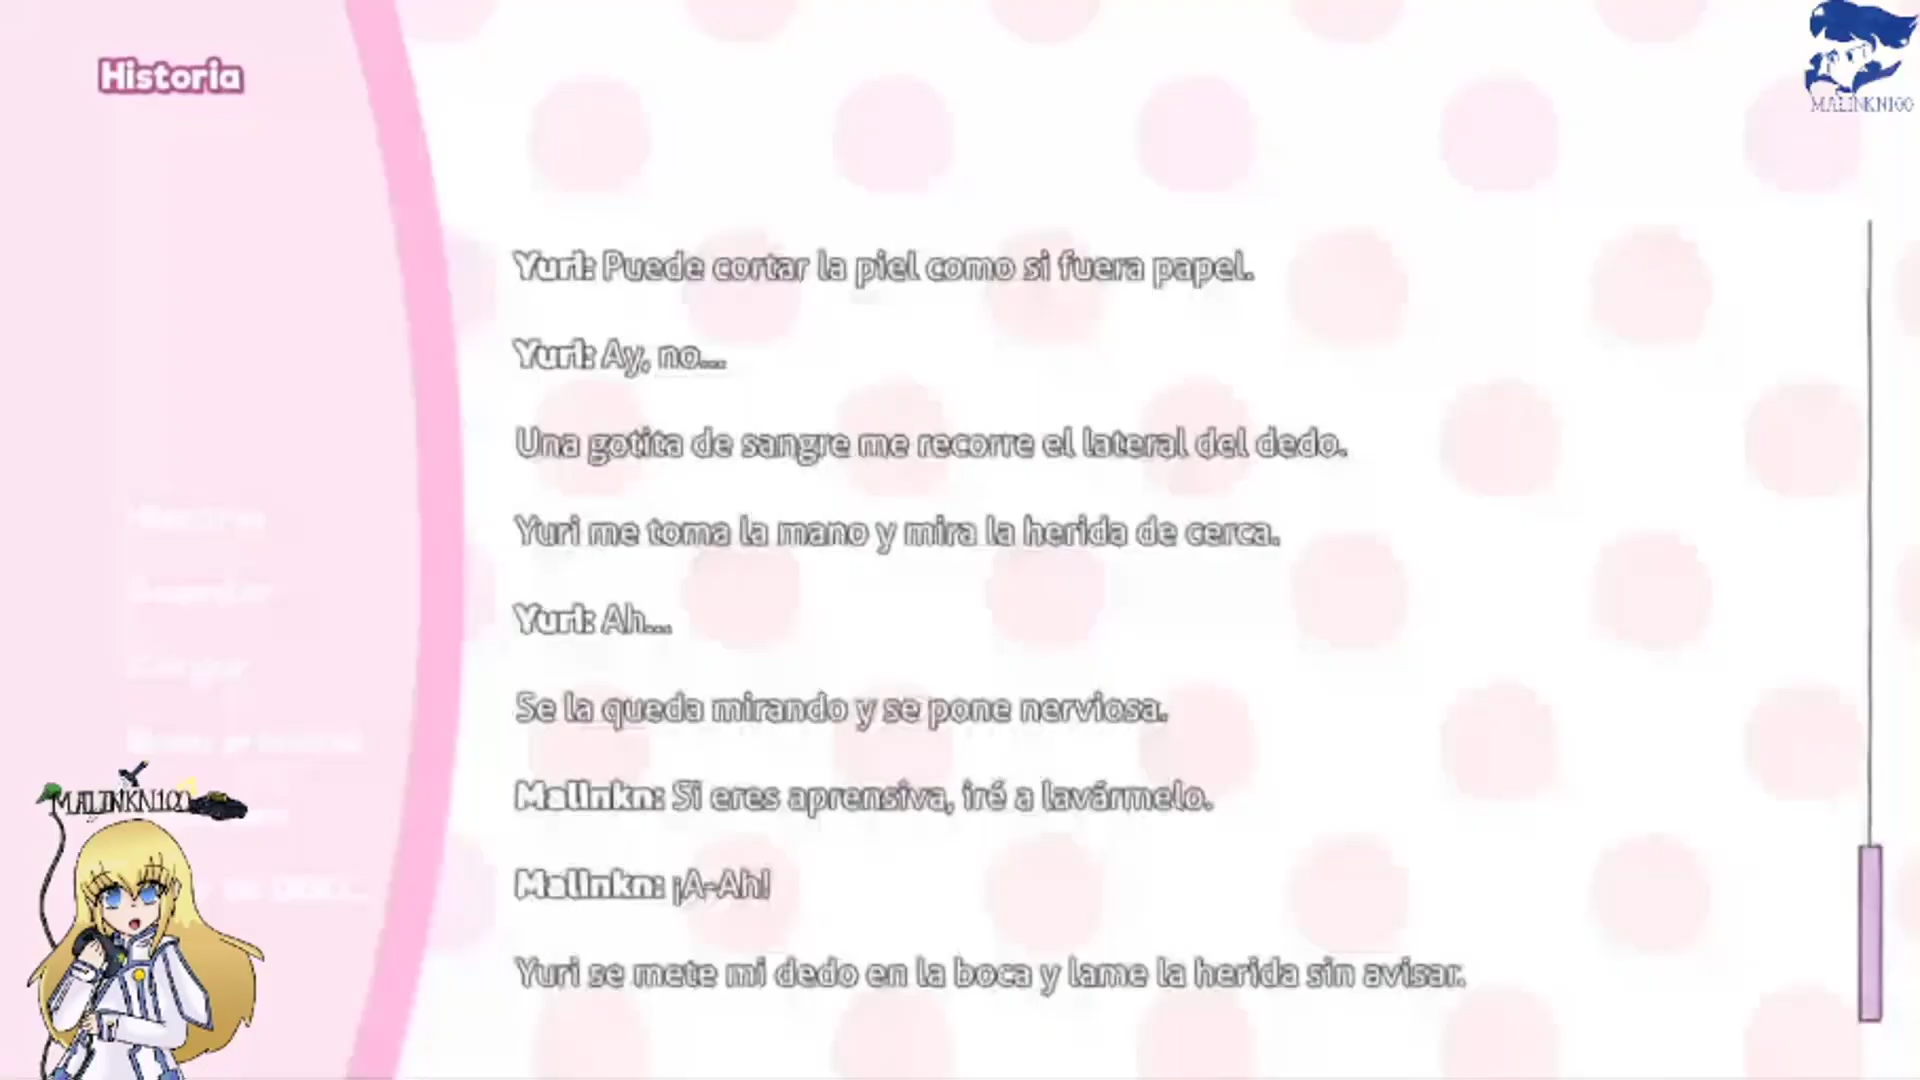 Historia
MALINKN100
Yuri: Puede cortar la piel como si fuera papel.
Yuri: Ay, no...
Una gotita de sangre me recorre el lateral del dedo.
Yuri me toma la mano y mira la herida de cerca.
Yuri: Ah...
Se la queda mirando y se pone nerviosa.
Malinkn: Si eres aprensiva, iré a lavármelo.
Malinkn: ¡A-Ah!
Yuri se mete mi dedo en la boca y lame la herida sin avisar.
MALINKN100